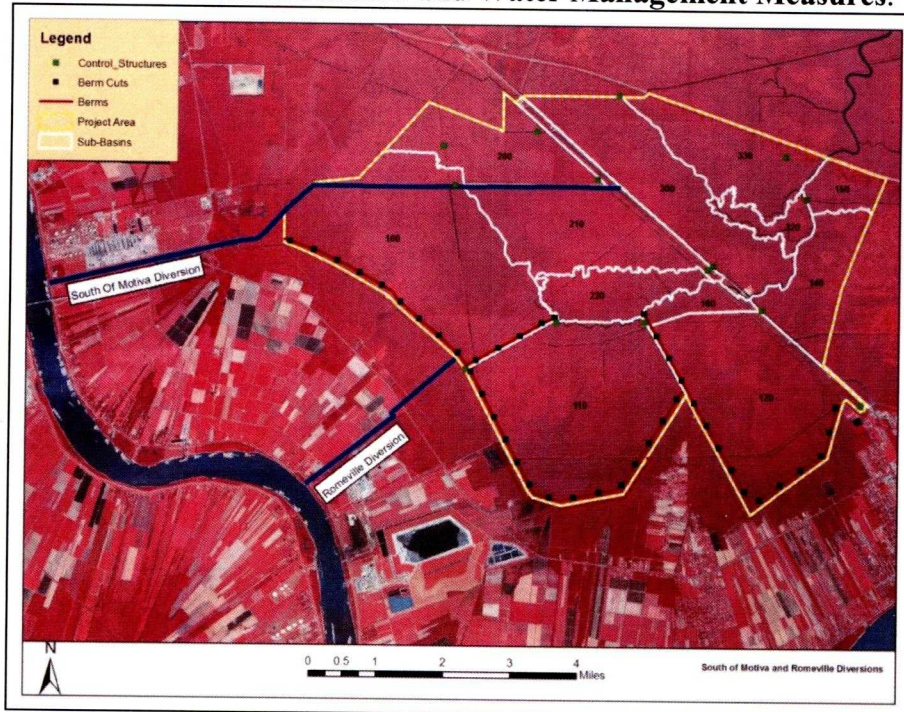 Water Management Measures.
Legend
Control_Structures
Berm Cuts
Berms
Project Area
Sub-Basins
200
330
300
150
100
210
320
340
220
160
South Of Motiva Diversion
110
120
Romeville Diversion
N
0 0.5 1 2 3 4
Miles
South of Motiva and Romeville Diversions